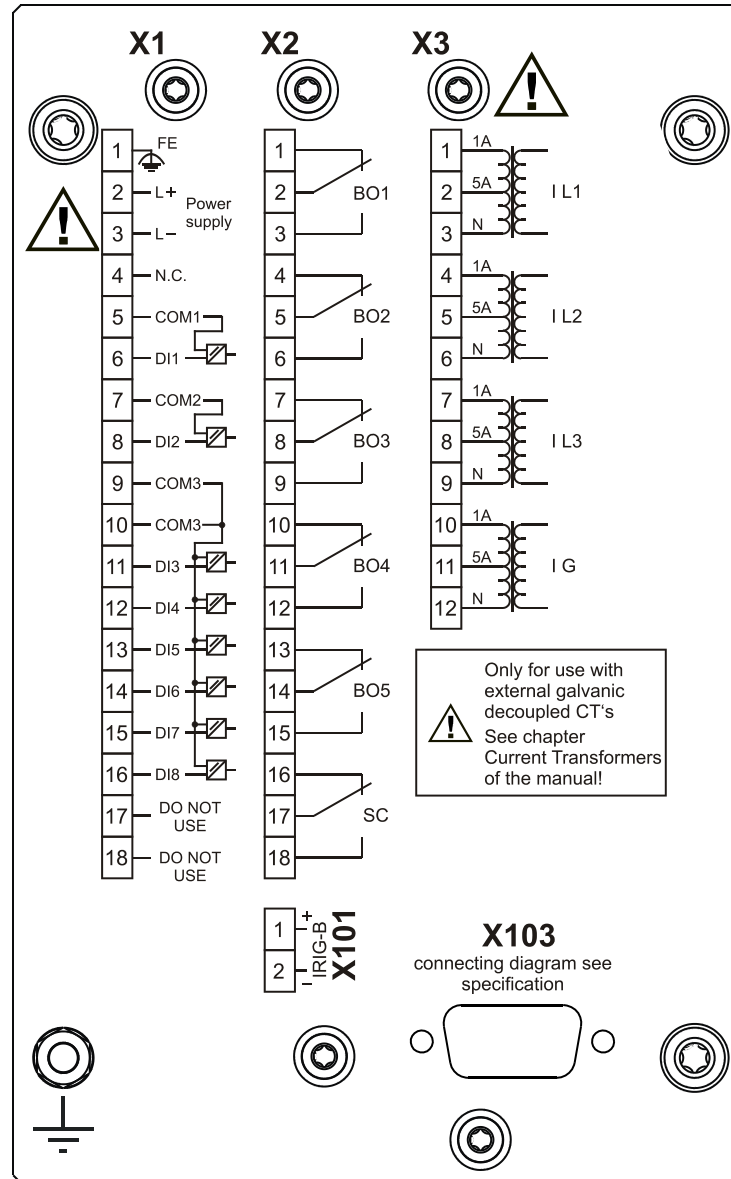 X1
X2
X3
1 FE
2 L+
Power
supply
3 L–
4 N.C.
5 COM1
6 DI1
7 COM2
8 DI2
9 COM3
10 COM3
11 DI3
12 DI4
13 DI5
14 DI6
15 DI7
16 DI8
17 DO NOT
USE
18 DO NOT
USE
1
2 BO1
3
4
5 BO2
6
7
8 BO3
9
10
11 BO4
12
13
14 BO5
15
16
17 SC
18
1 1A
2 5A I L1
3 N
4 1A
5 5A I L2
6 N
7 1A
8 5A I L3
9 N
10 1A
11 5A I G
12 N
Only for use with
external galvanic
decoupled CT‘s
See chapter
Current Transformers
of the manual!
1 +
2 –
IRIG-B
X101
X103
connecting diagram see
specification